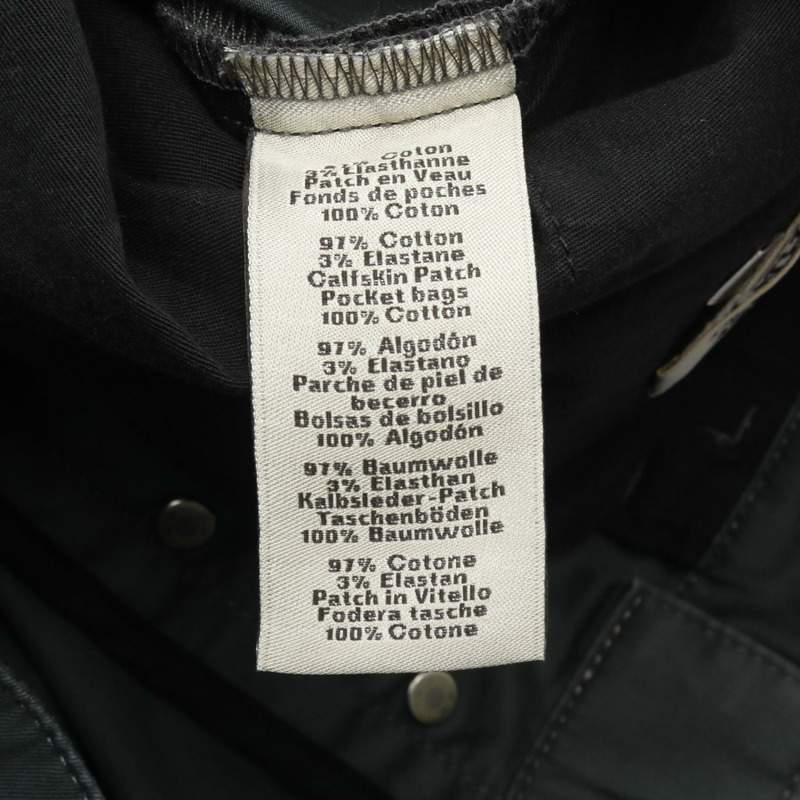 Coton
3% Elasthanne
Patch en Veau
Fonds de poches
100% Coton
97% Cotton
3% Elastane
Calfskin Patch
Pocket bags
100% Cotton
97% Algodón
3% Elastano
Parche de piel de
becerro
Bolsas de bolsillo
100% Algodón
97% Baumwolle
3% Elasthan
Kalbsleder-Patch
Taschenböden
100% Baumwolle
97% Cotone
3% Elastan
Patch in Vitello
Fodera tasche
100% Cotone